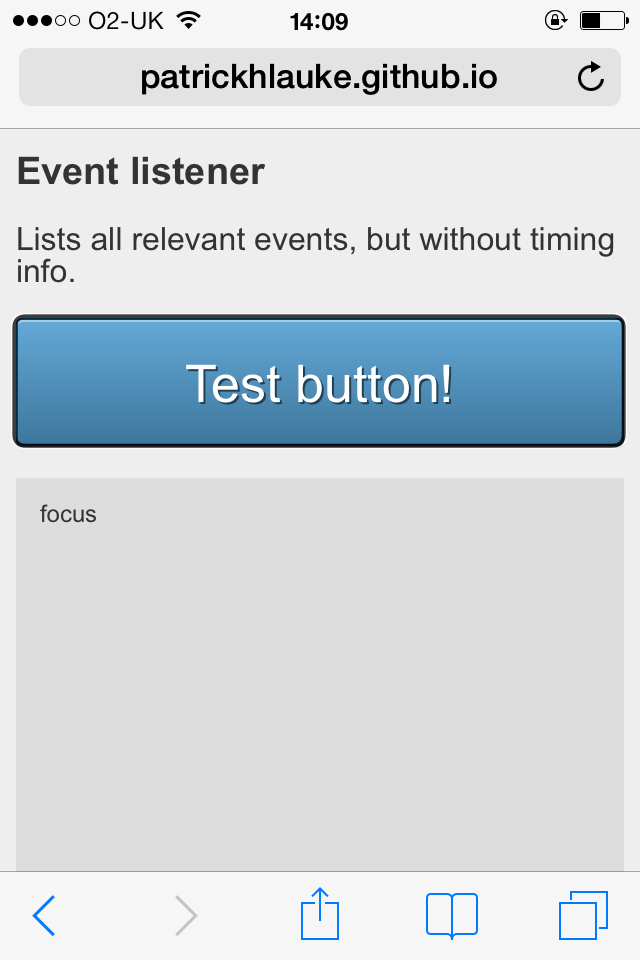 O2-UK 14:09
patrickhlauke.github.io
Event listener
Lists all relevant events, but without timing
info.
Test button!
focus